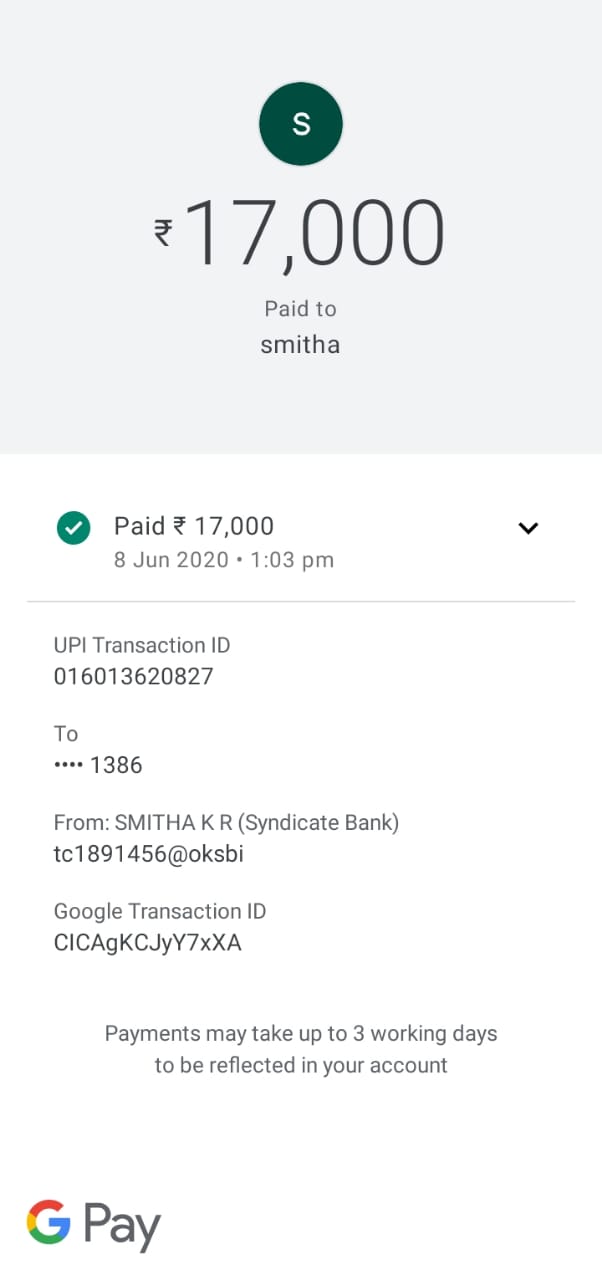 S
₹17,000
Paid to
smitha
Paid ₹ 17,000
8 Jun 2020 • 1:03 pm
UPI Transaction ID
016013620827
To
•••• 1386
From: SMITHA K R (Syndicate Bank)
tc1891456@oksbi
Google Transaction ID
CICAgKCJyY7xXA
Payments may take up to 3 working days
to be reflected in your account
G Pay